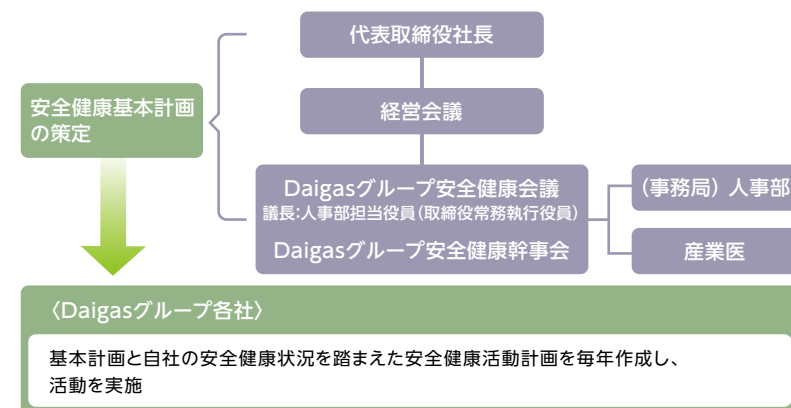 代表取締役社長
安全健康基本計画
の策定
経営会議
Daigasグループ安全健康会議
議長:人事部担当役員(取締役常務執行役員)
Daigasグループ安全健康幹事会
(事務局)人事部
産業医
〈Daigasグループ各社〉
基本計画と自社の安全健康状況を踏まえた安全健康活動計画を毎年作成し、
活動を実施